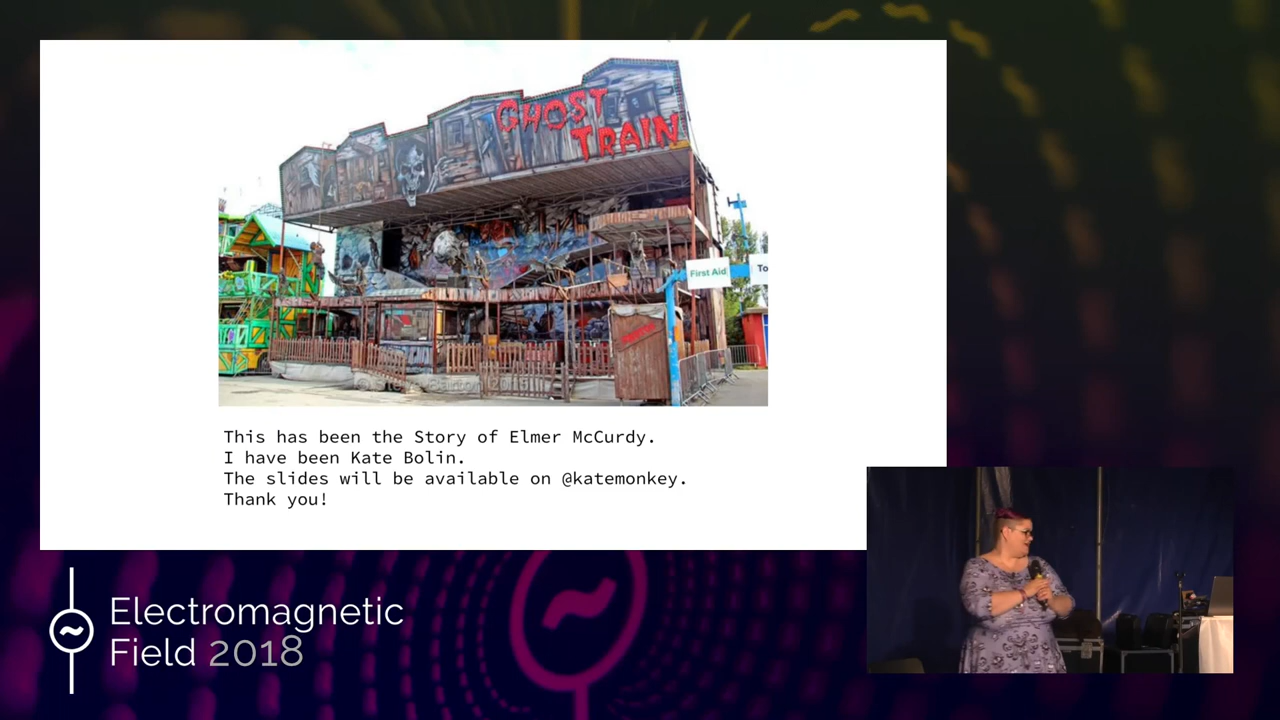 GHOST
TRAIN
First Aid
To
This has been the Story of Elmer McCurdy.
I have been Kate Bolin.
The slides will be available on @katemonkey.
Thank you!
Electromagnetic
Field 2018